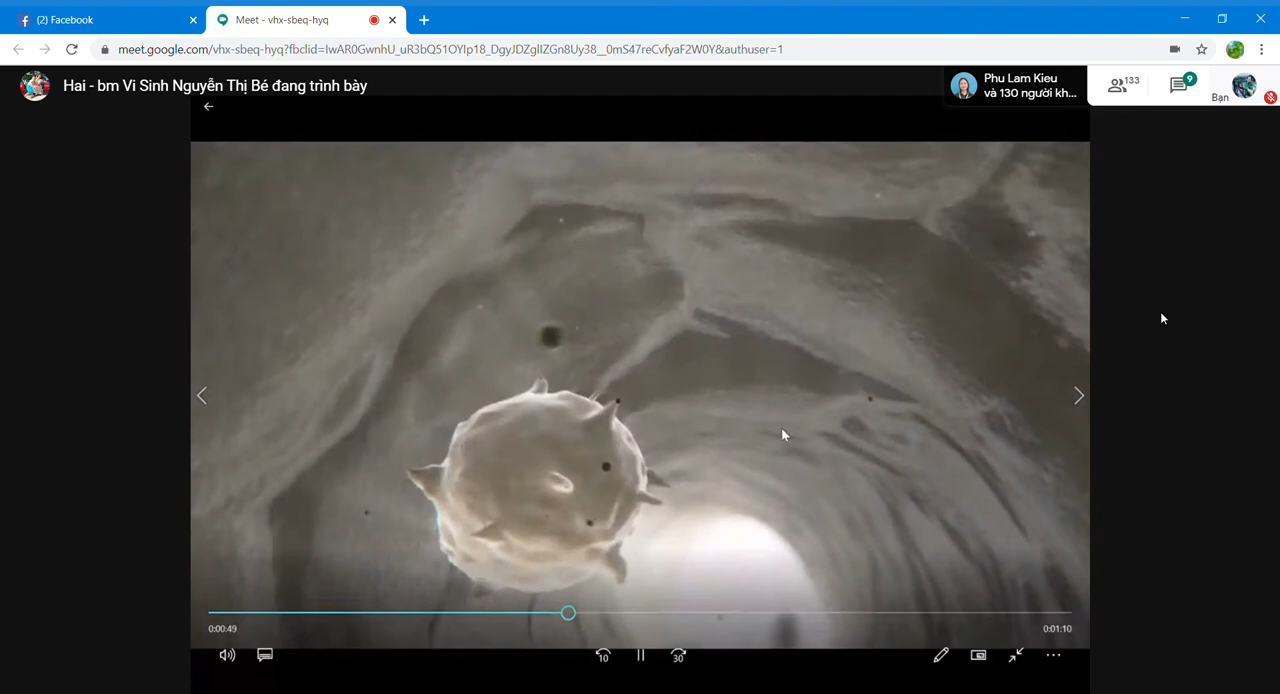 (2) Facebook
Meet - vhx-sbeq-hyq
meet.google.com/vhx-sbeq-hyq?fbclid=IwAR0GwnhU_uR3bQ51OYIp18_DgyJDZglIZGn8Uy38__0mS47reCvfyaF2W0Y&authuser=1
Hai - bm Vi Sinh Nguyễn Thị Bé đang trình bày
Phu Lam Kieu
và 130 người kh...
133
9
Bạn
0:00:49
0:01:10
10
30